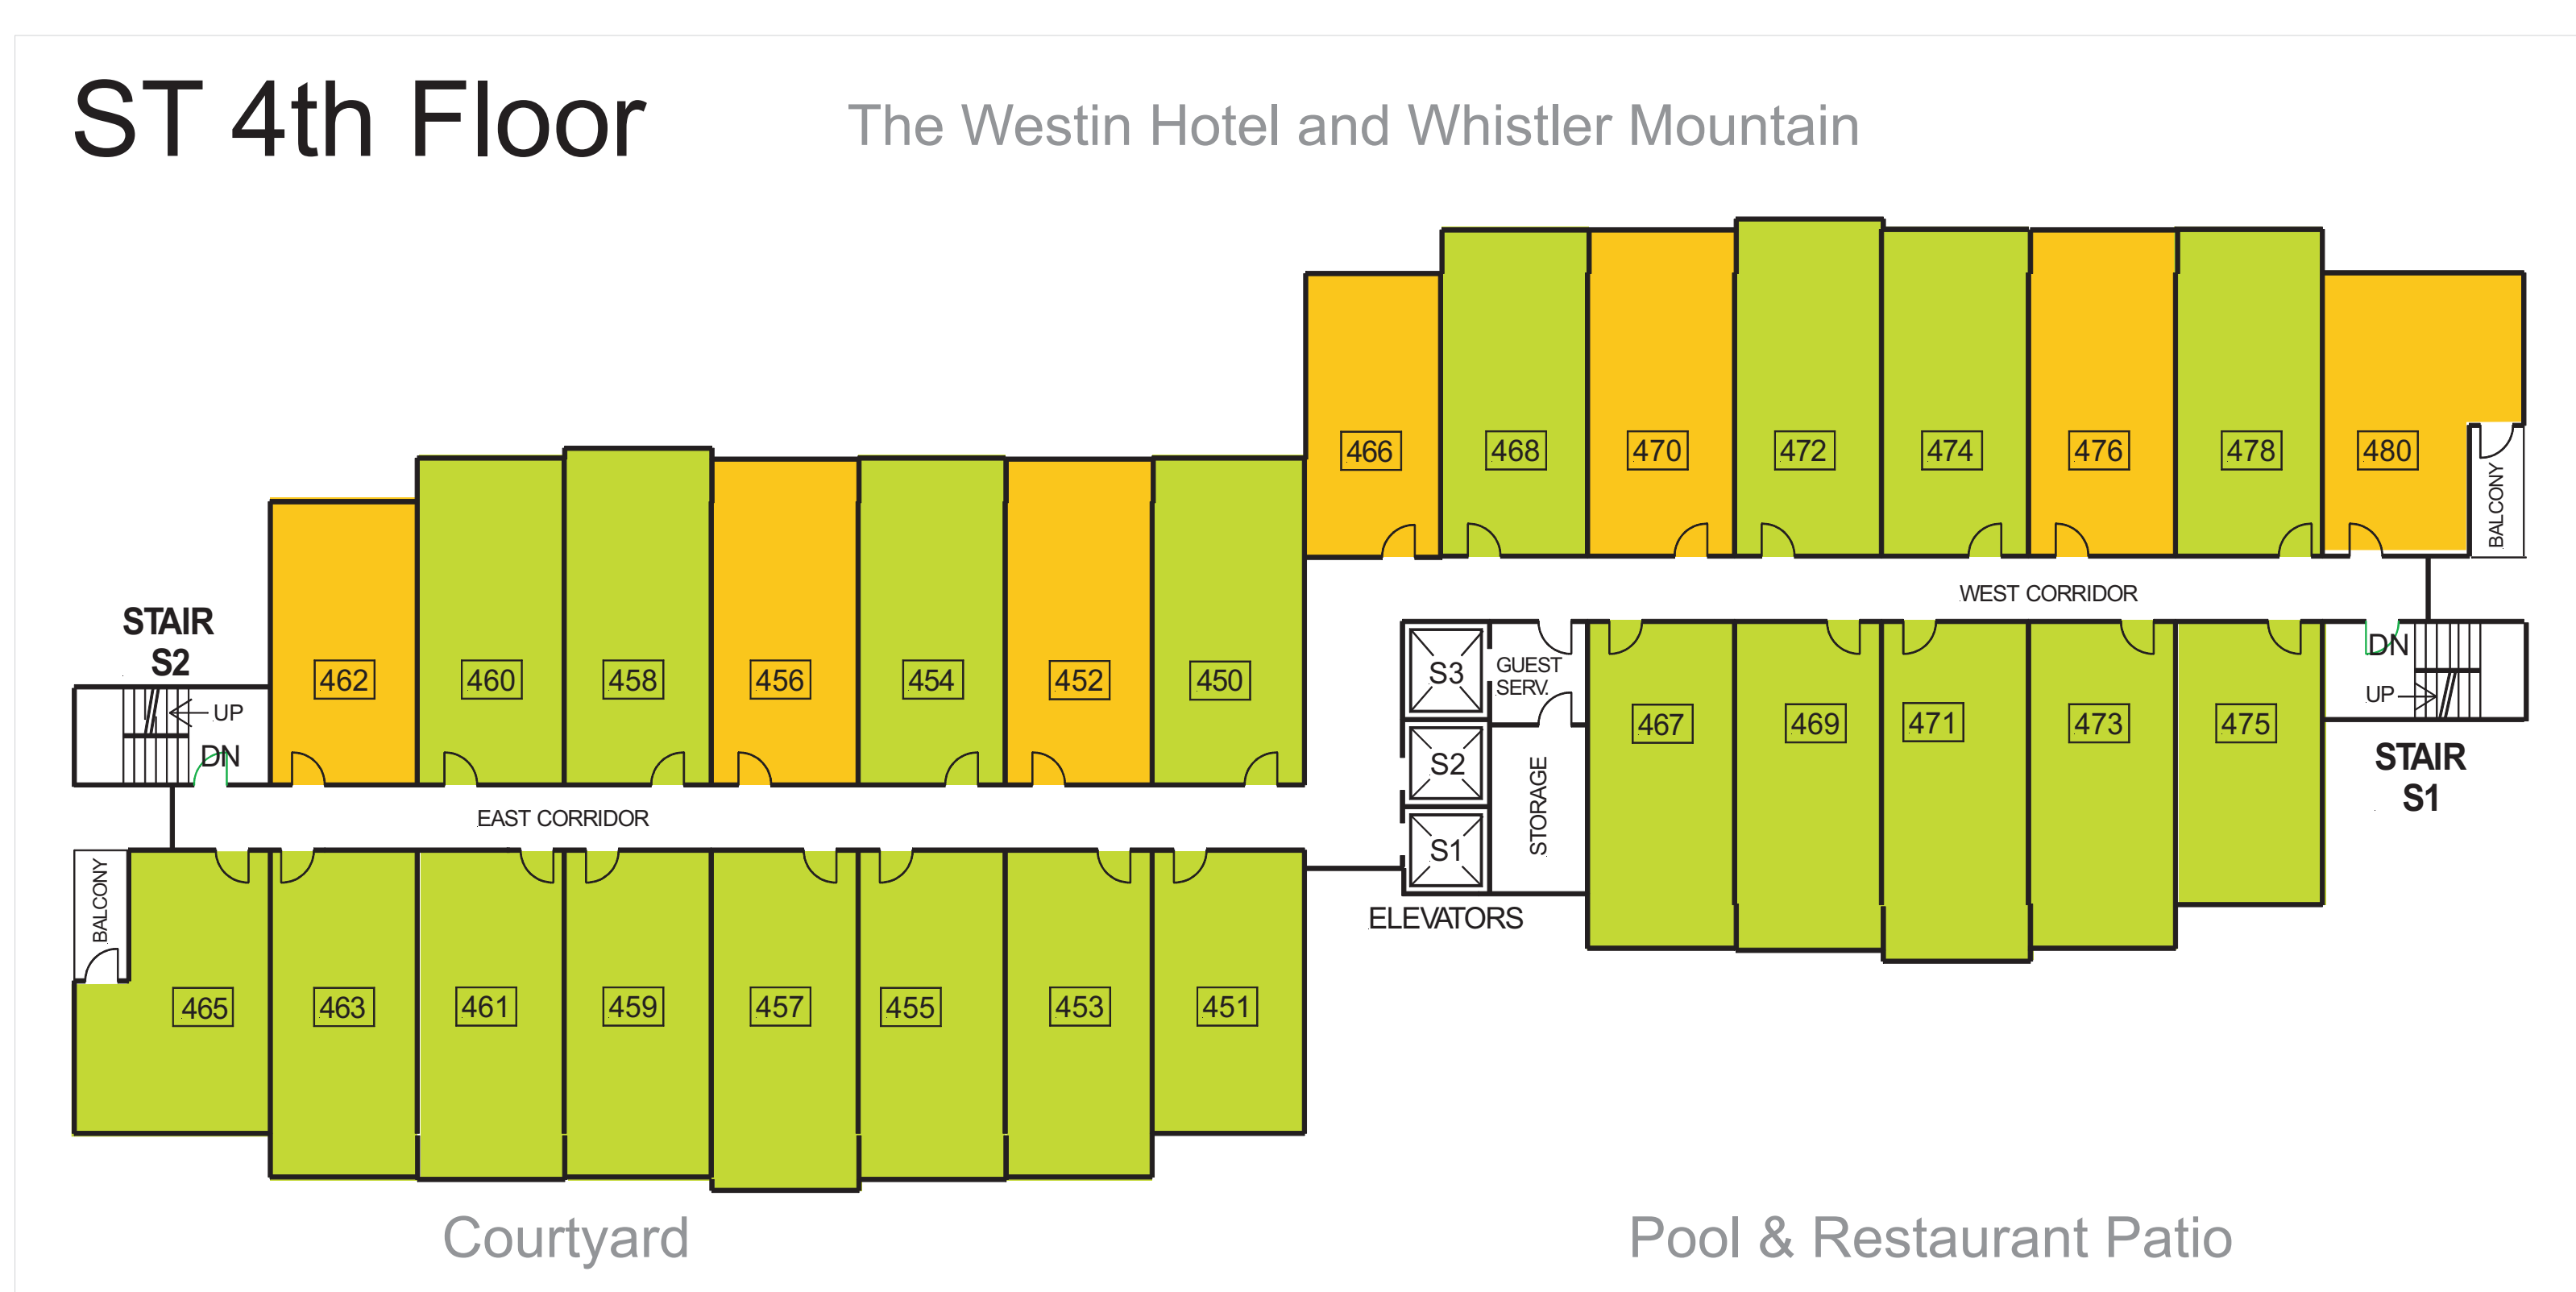 ST 4th Floor
The Westin Hotel and Whistler Mountain
466
468
470
472
474
476
478
480
BALCONY
WEST CORRIDOR
STAIR
S2
UP
DN
462
460
458
456
454
452
450
EAST CORRIDOR
S3
S2
S1
GUEST
SERV.
STORAGE
ELEVATORS
467
469
471
473
475
DN
UP
STAIR
S1
BALCONY
465
463
461
459
457
455
453
451
Courtyard
Pool & Restaurant Patio